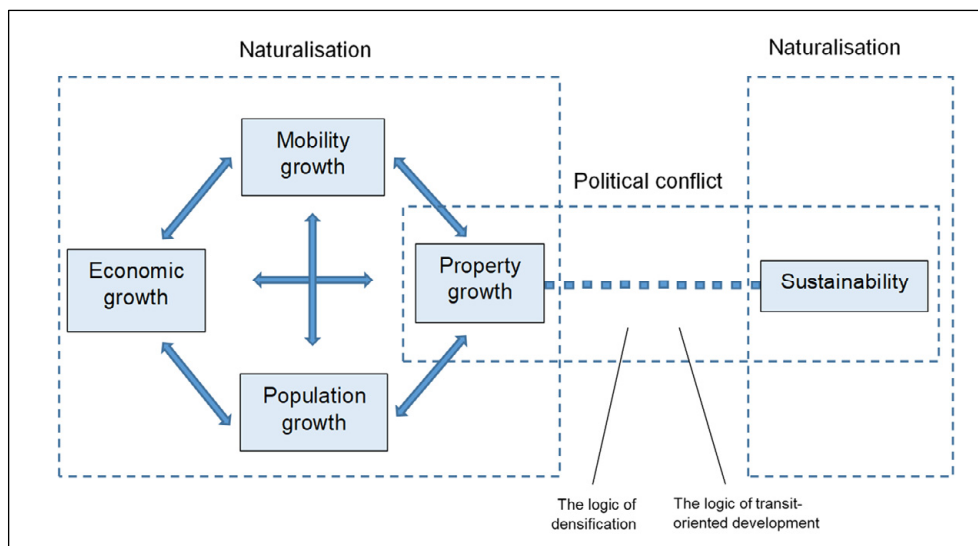 Naturalisation
Naturalisation
Mobility
growth
Political conflict
Economic
growth
Property
growth
Sustainability
Population
growth
The logic of
densification
The logic of transit-
oriented development